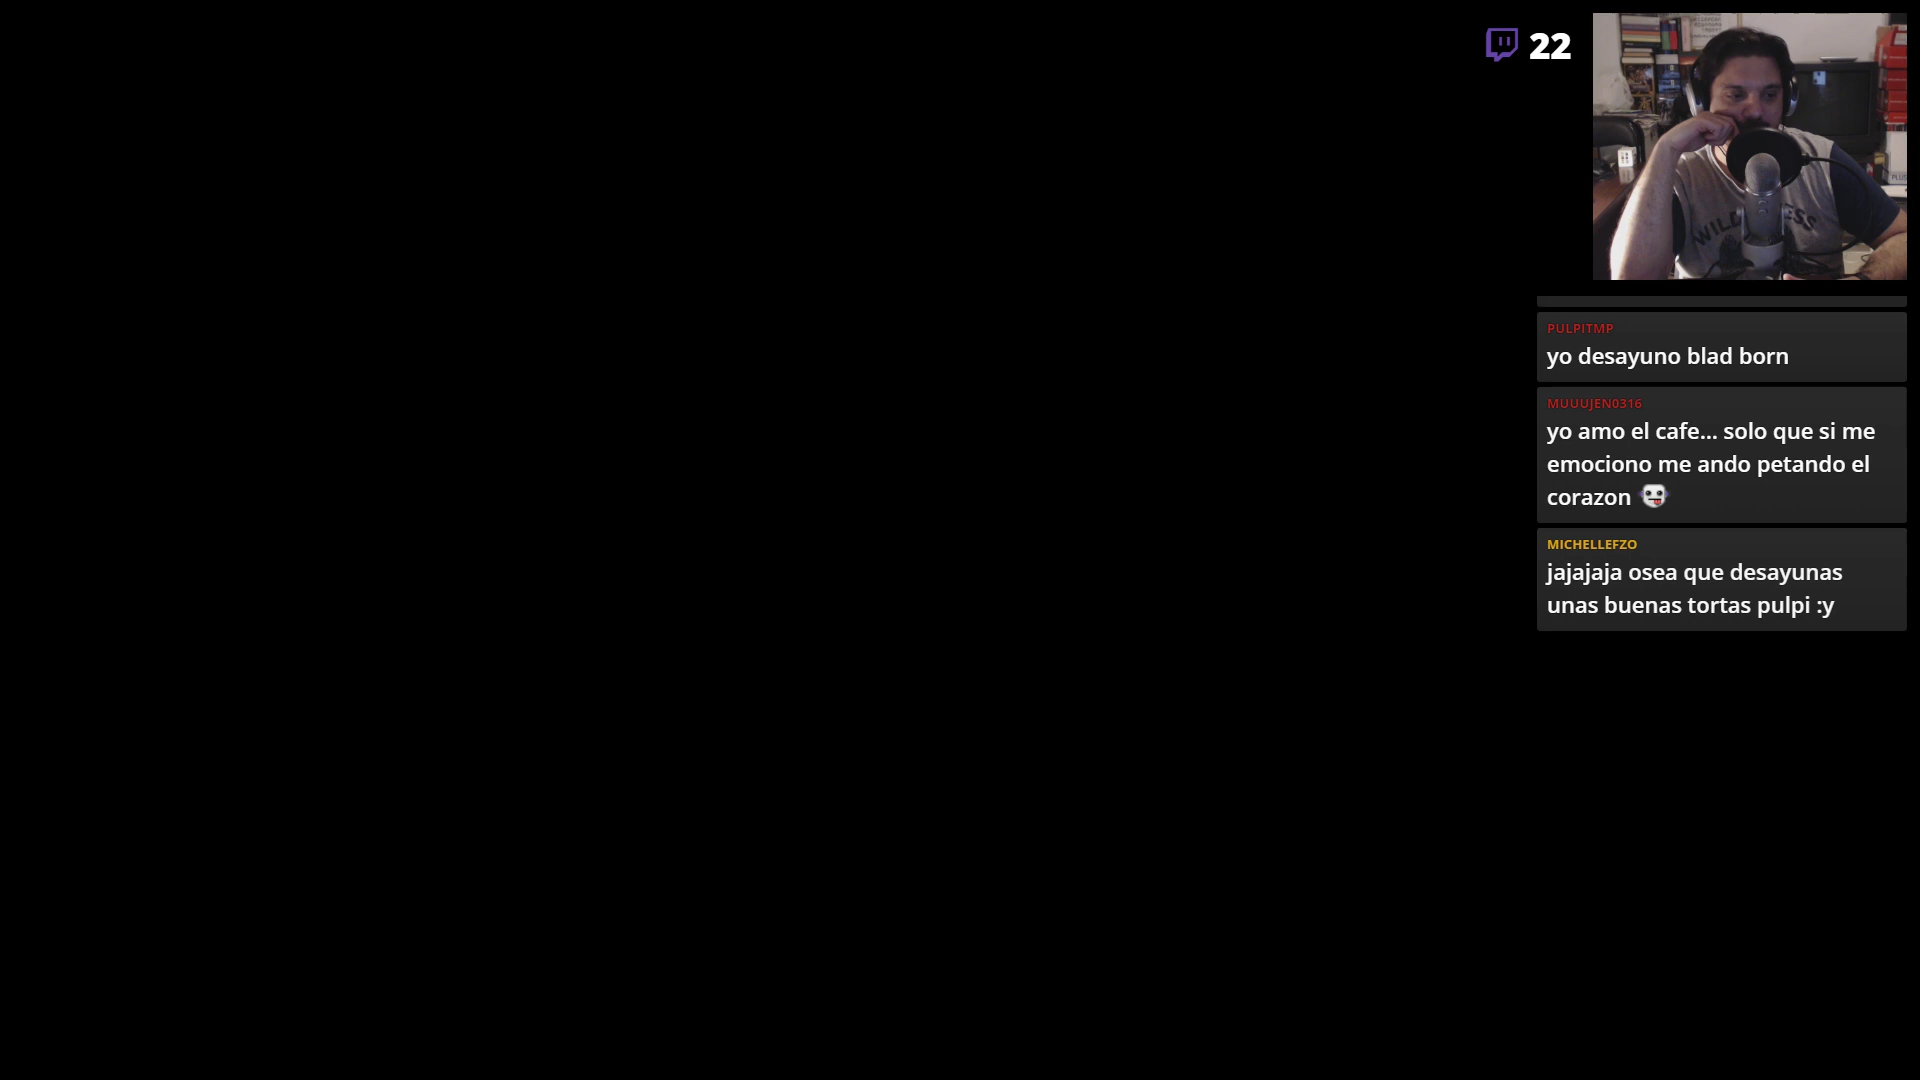 22
PULPITMP
yo desayuno blad born
MUUUJEN0316
yo amo el cafe... solo que si me
emociono me ando petando el
corazon
MICHELLEFZO
jajajaja osea que desayunas
unas buenas tortas pulpi :y